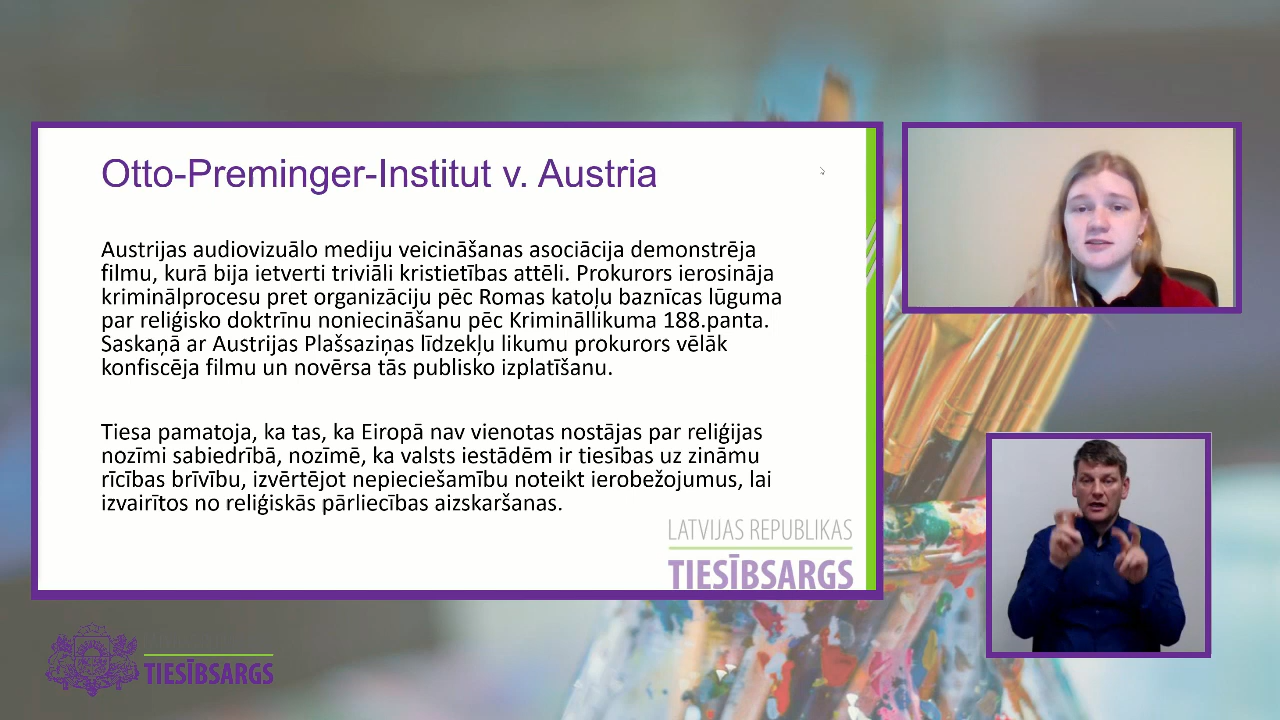 Otto-Preminger-Institut v. Austria
Austrijas audiovizuālo mediju veicināšanas asociācija demonstrēja
filmu, kurā bija ietverti triviāli kristietības attēli. Prokurors ierosināja
kriminālprocesu pret organizāciju pēc Romas katoļu baznīcas lūguma
par reliģisko doktrīnu noniecināšanu pēc Krimināllikuma 188.panta.
Saskaņā ar Austrijas Plašsaziņas līdzekļu likumu prokurors vēlāk
konfiscēja filmu un novērsa tās publisko izplatīšanu.
Tiesa pamatoja, ka tas, ka Eiropā nav vienotas nostājas par reliģijas
nozīmi sabiedrībā, nozīmē, ka valsts iestādēm ir tiesības uz zināmu
rīcības brīvību, izvērtējot nepieciešamību noteikt ierobežojumus, lai
izvairītos no reliģiskās pārliecības aizskaršanas.
LATVIJAS REPUBLIKAS
TIESĪBSARGS
TIESĪBSARGS